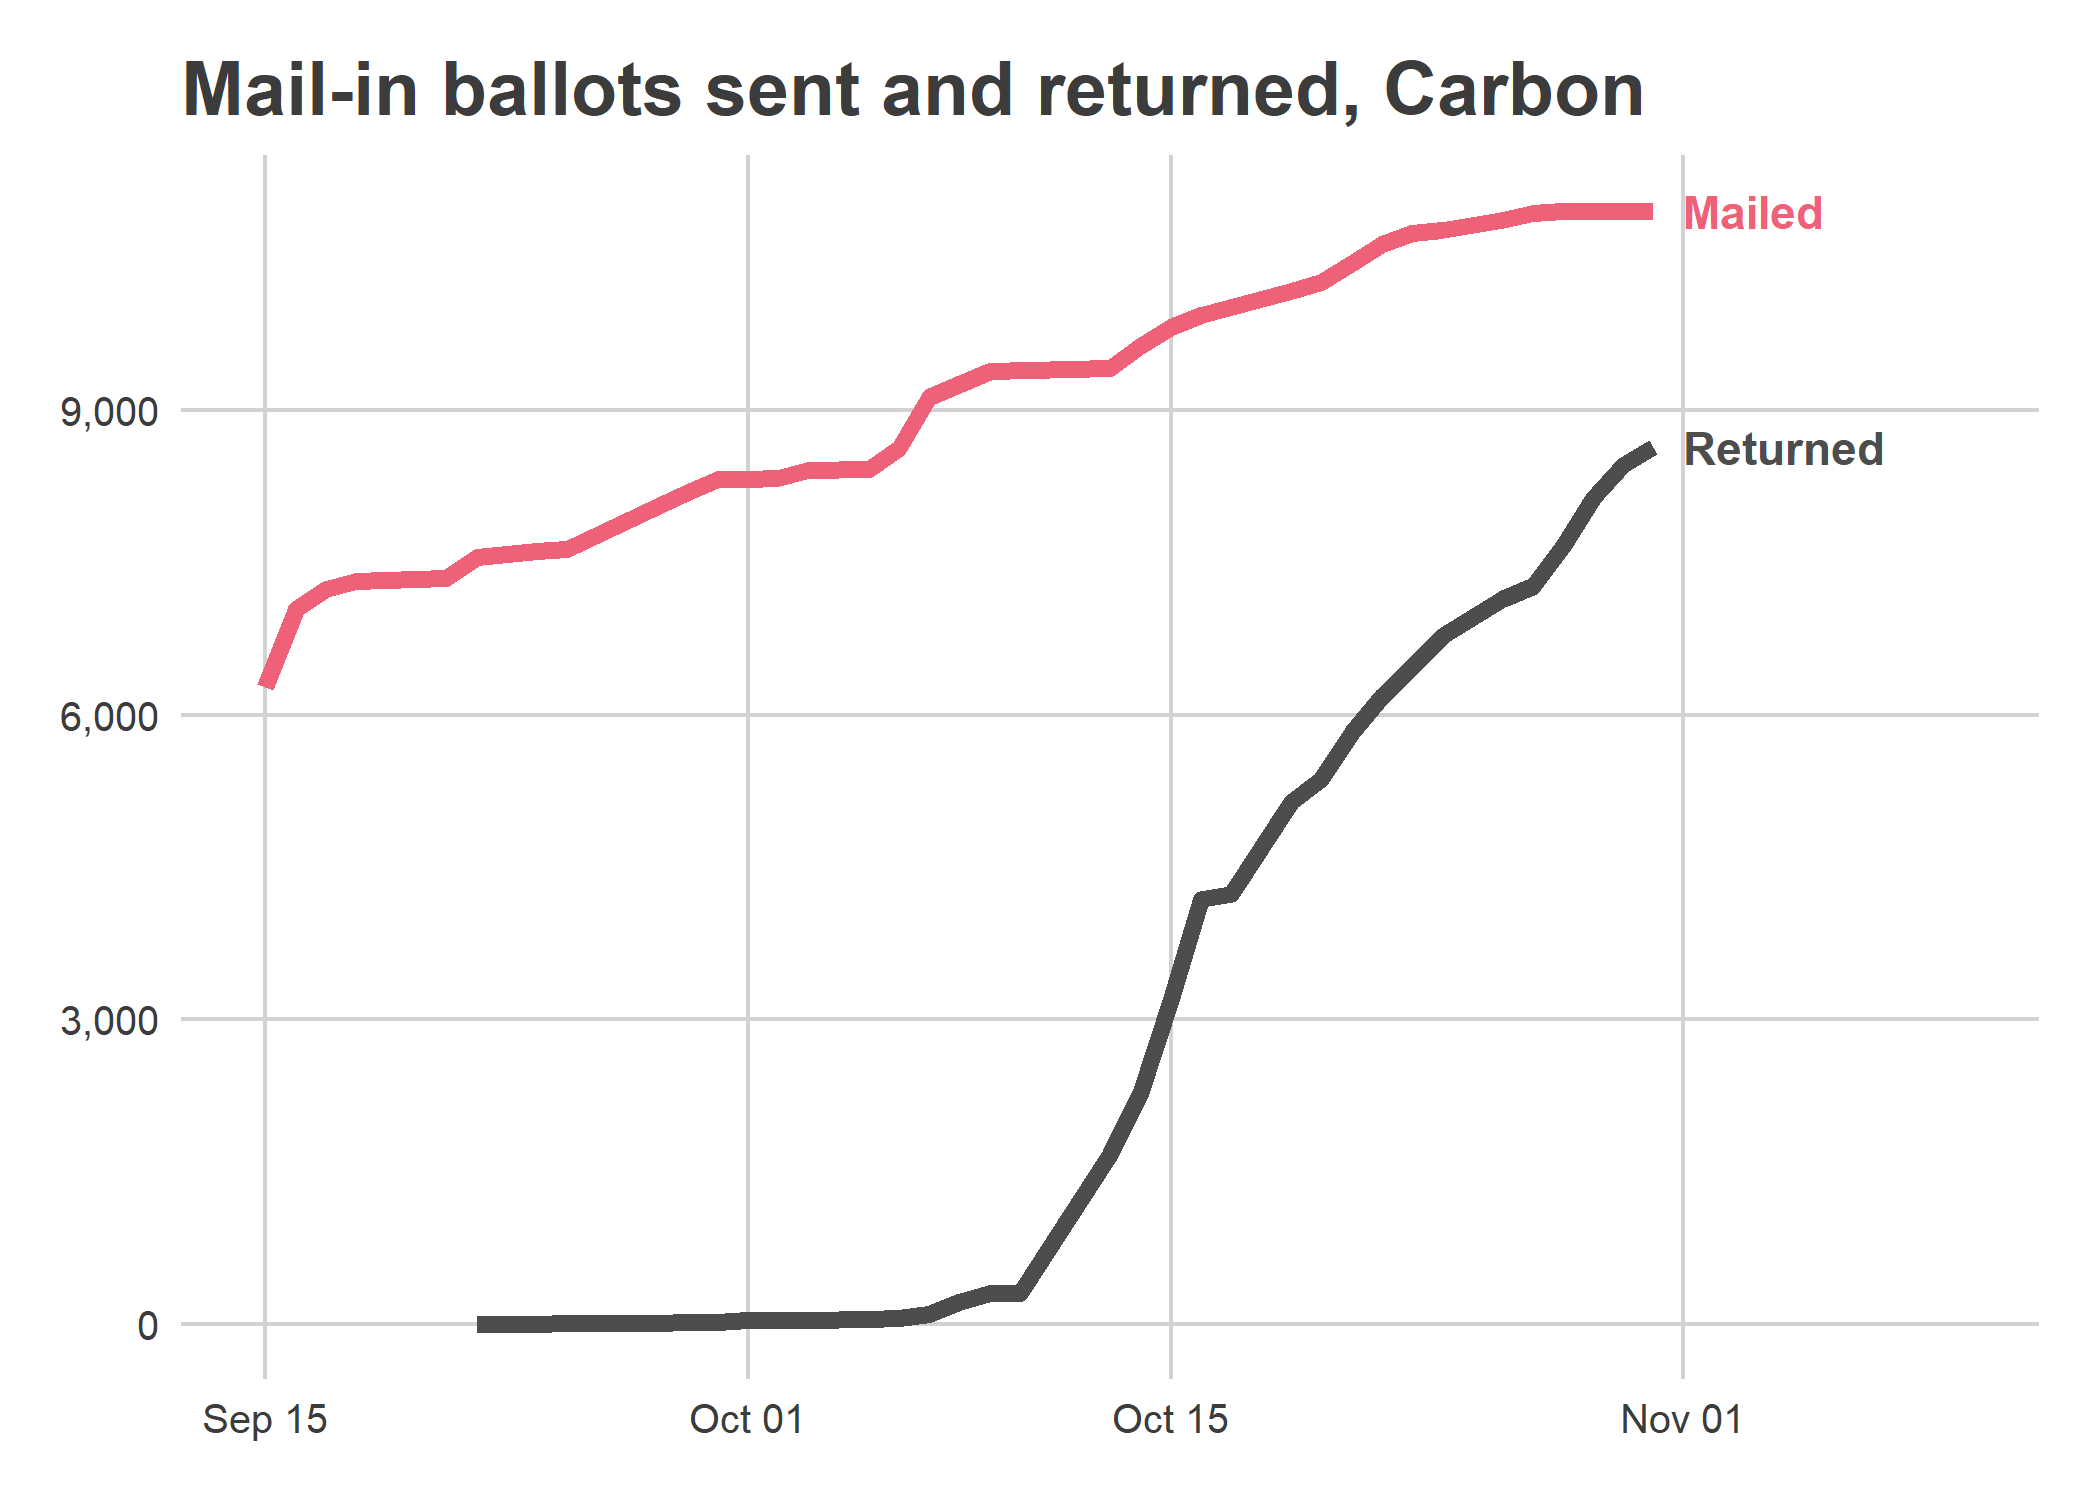 Mail-in ballots sent and returned, Carbon
Mailed
9,000
Returned
6,000
3,000
0
Sep 15 Oct 01 Oct 15 Nov 01